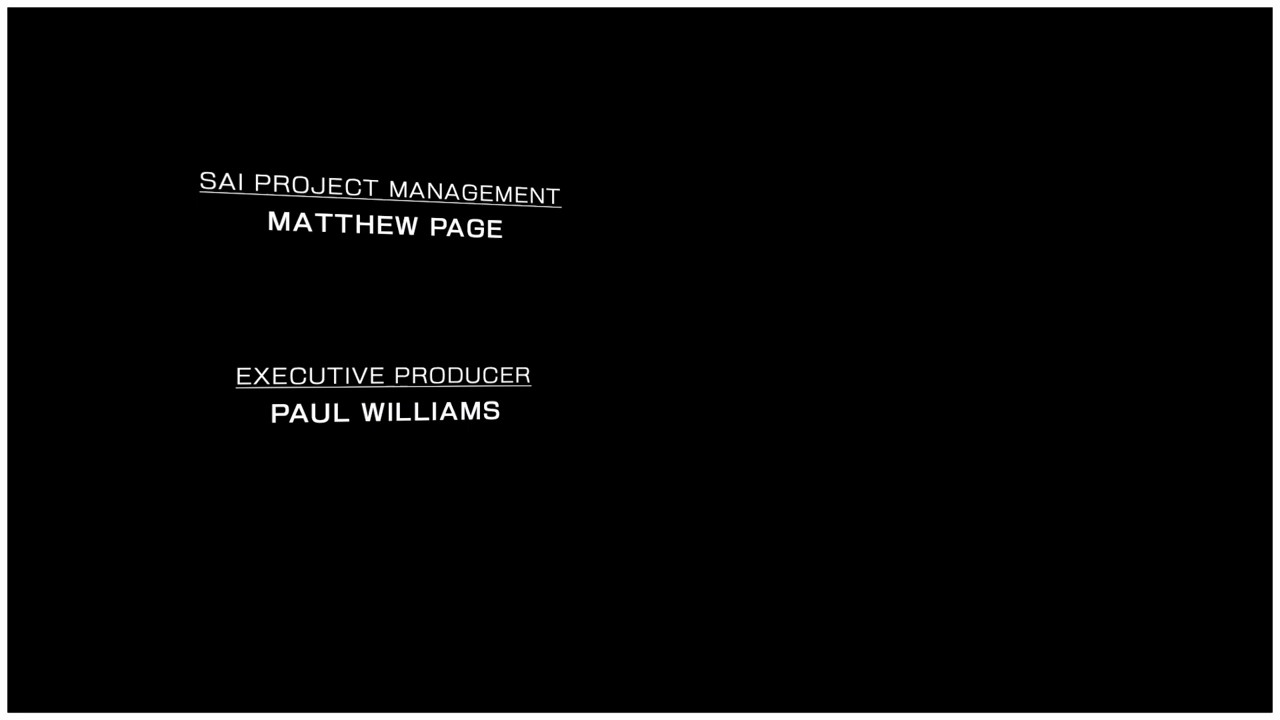 SAI PROJECT MANAGEMENT
MATTHEW PAGE
EXECUTIVE PRODUCER
PAUL WILLIAMS